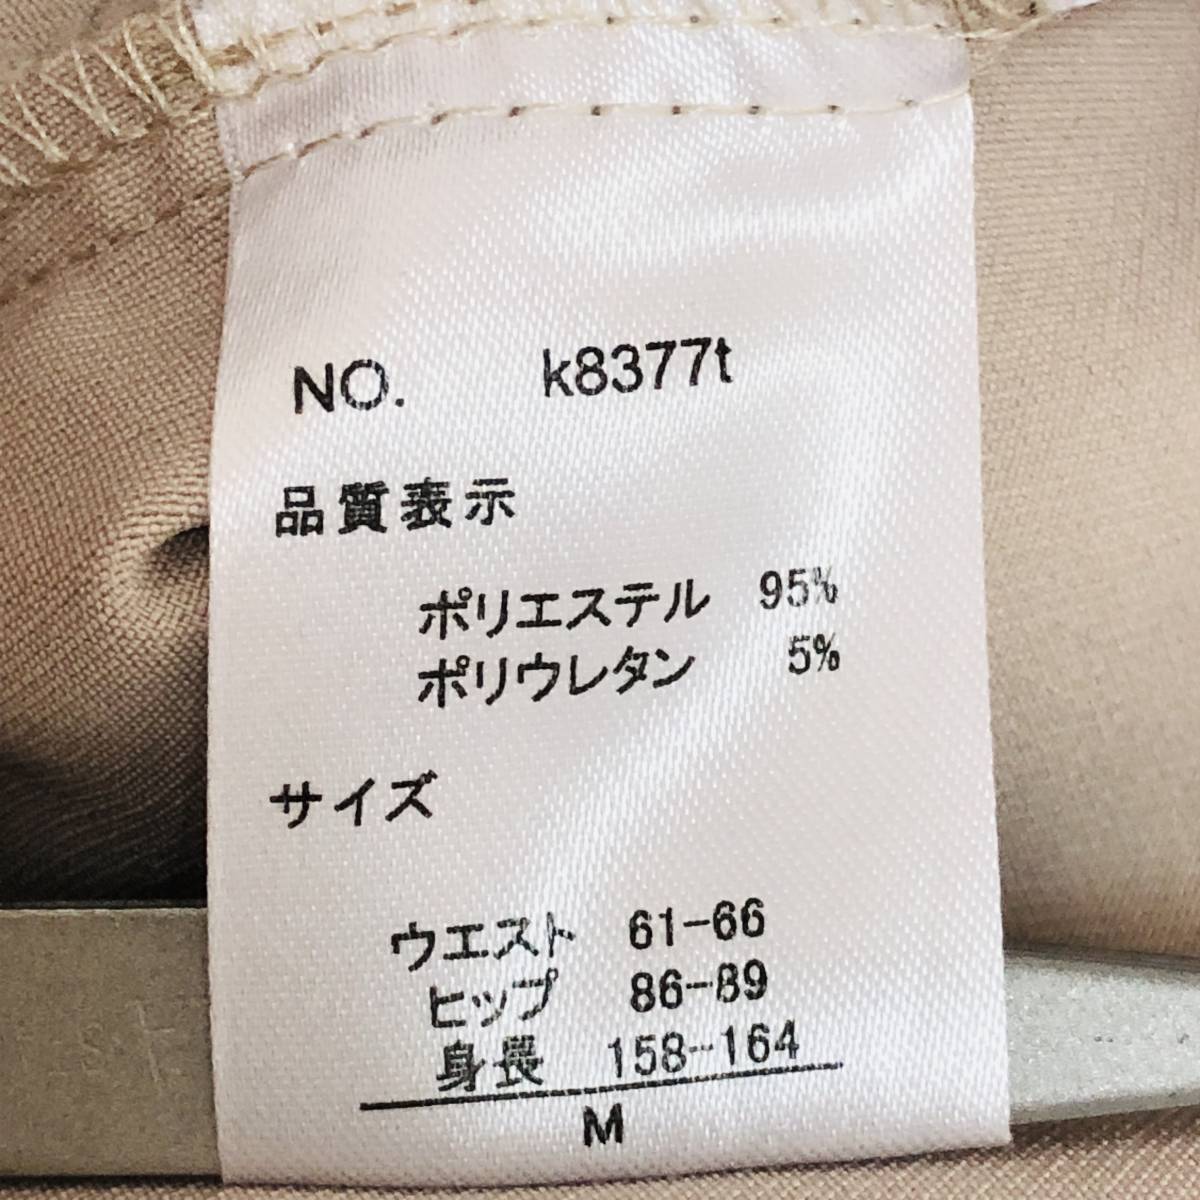 NO. k8377t
品質表示
ポリエステル 95%
ポリウレタン 5%
サイズ
ウエスト 61-66
ヒップ 86-89
身長 158-164
M